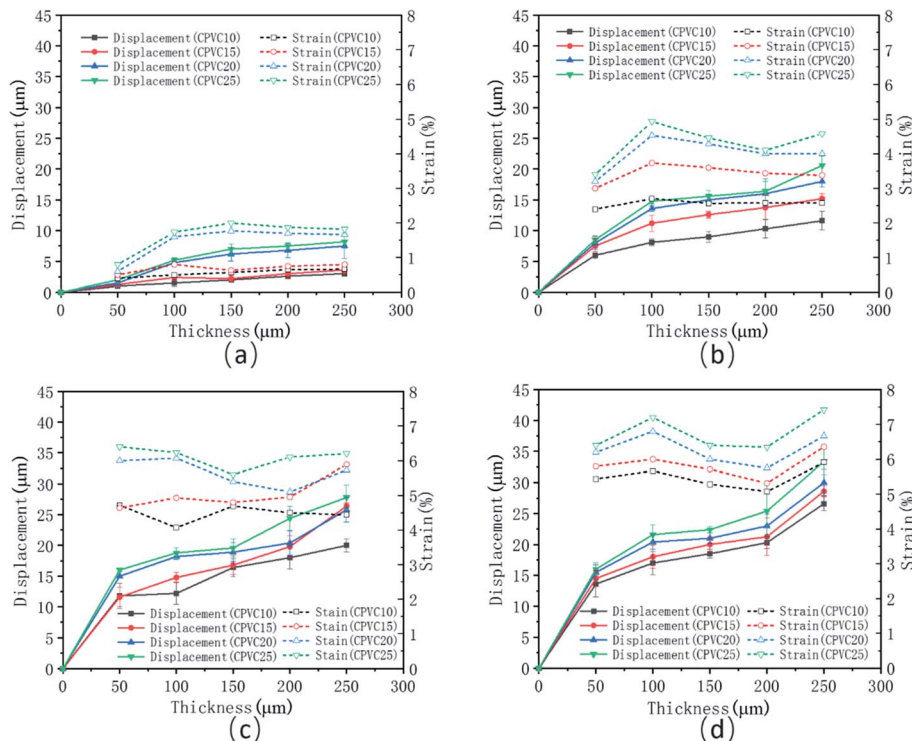 45
40
35
30
25
20
15
10
5
0
Displacement(μm)
Displacement(CPVC10)
Displacement(CPVC15)
Displacement(CPVC20)
Displacement(CPVC25)
Strain(CPVC10)
Strain(CPVC15)
Strain(CPVC20)
Strain(CPVC25)
8
7
6
5
4
3
2
1
0
Strain(%)
0 50 100 150 200 250 300
Thickness(μm)
(a)
45
40
35
30
25
20
15
10
5
0
Displacement(μm)
Displacement(CPVC10)
Displacement(CPVC15)
Displacement(CPVC20)
Displacement(CPVC25)
Strain(CPVC10)
Strain(CPVC15)
Strain(CPVC20)
Strain(CPVC25)
8
7
6
5
4
3
2
1
0
Strain(%)
0 50 100 150 200 250 300
Thickness(μm)
(b)
45
40
35
30
25
20
15
10
5
0
Displacement(μm)
Displacement(CPVC10)
Displacement(CPVC15)
Displacement(CPVC20)
Displacement(CPVC25)
Stain(CPVC10)
Stain(CPVC15)
Stain(CPVC20)
Stain(CPVC25)
8
7
6
5
4
3
2
1
0
Strain(%)
0 50 100 150 200 250 300
Thickness(μm)
(c)
45
40
35
30
25
20
15
10
5
0
Displacement(μm)
Displacement(CPVC10)
Displacement(CPVC15)
Displacement(CPVC20)
Displacement(CPVC25)
Strain(CPVC10)
Strain(CPVC15)
Strain(CPVC20)
Strain(CPVC25)
8
7
6
5
4
3
2
1
0
Strain(%)
0 50 100 150 200 250 300
Thickness(μm)
(d)